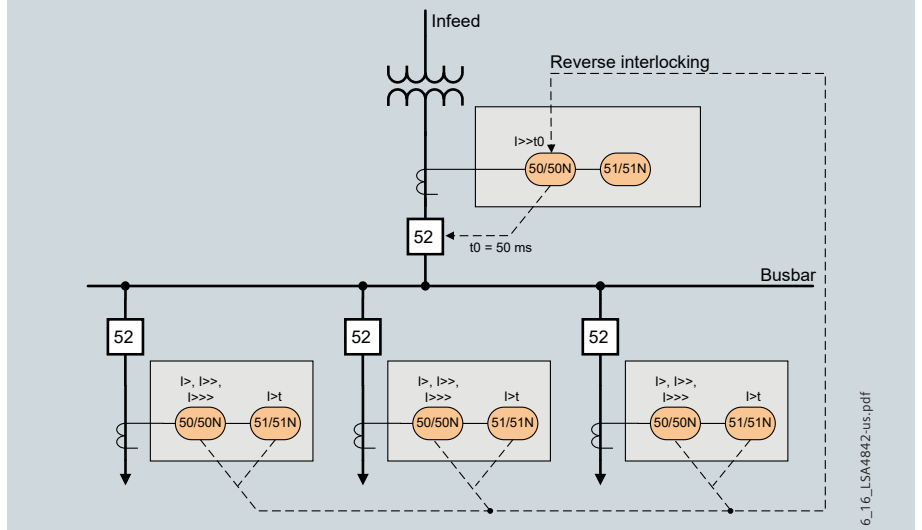 Infeed
Reverse interlocking
I>>t0
50/50N
51/51N
52
t0 = 50 ms
Busbar
52
52
52
I>, I>>,
I>>>
I>t
50/50N
51/51N
I>, I>>,
I>>>
I>t
50/50N
51/51N
I>, I>>,
I>>>
I>t
50/50N
51/51N
6_16_LSA4842-us.pdf